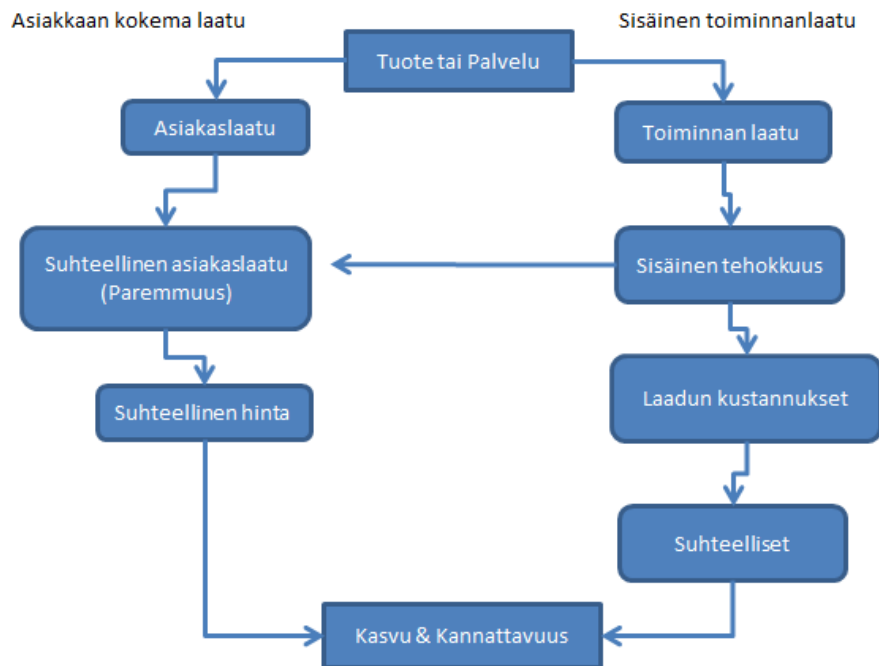 Asiakkaan kokema laatu
Sisäinen toiminnanlaatu
Tuote tai Palvelu
Asiakaslaatu
Toiminnan laatu
Suhteellinen asiakaslaatu
(Paremmuus)
Sisäinen tehokkuus
Suhteellinen hinta
Laadun kustannukset
Suhteelliset
Kasvu & Kannattavuus